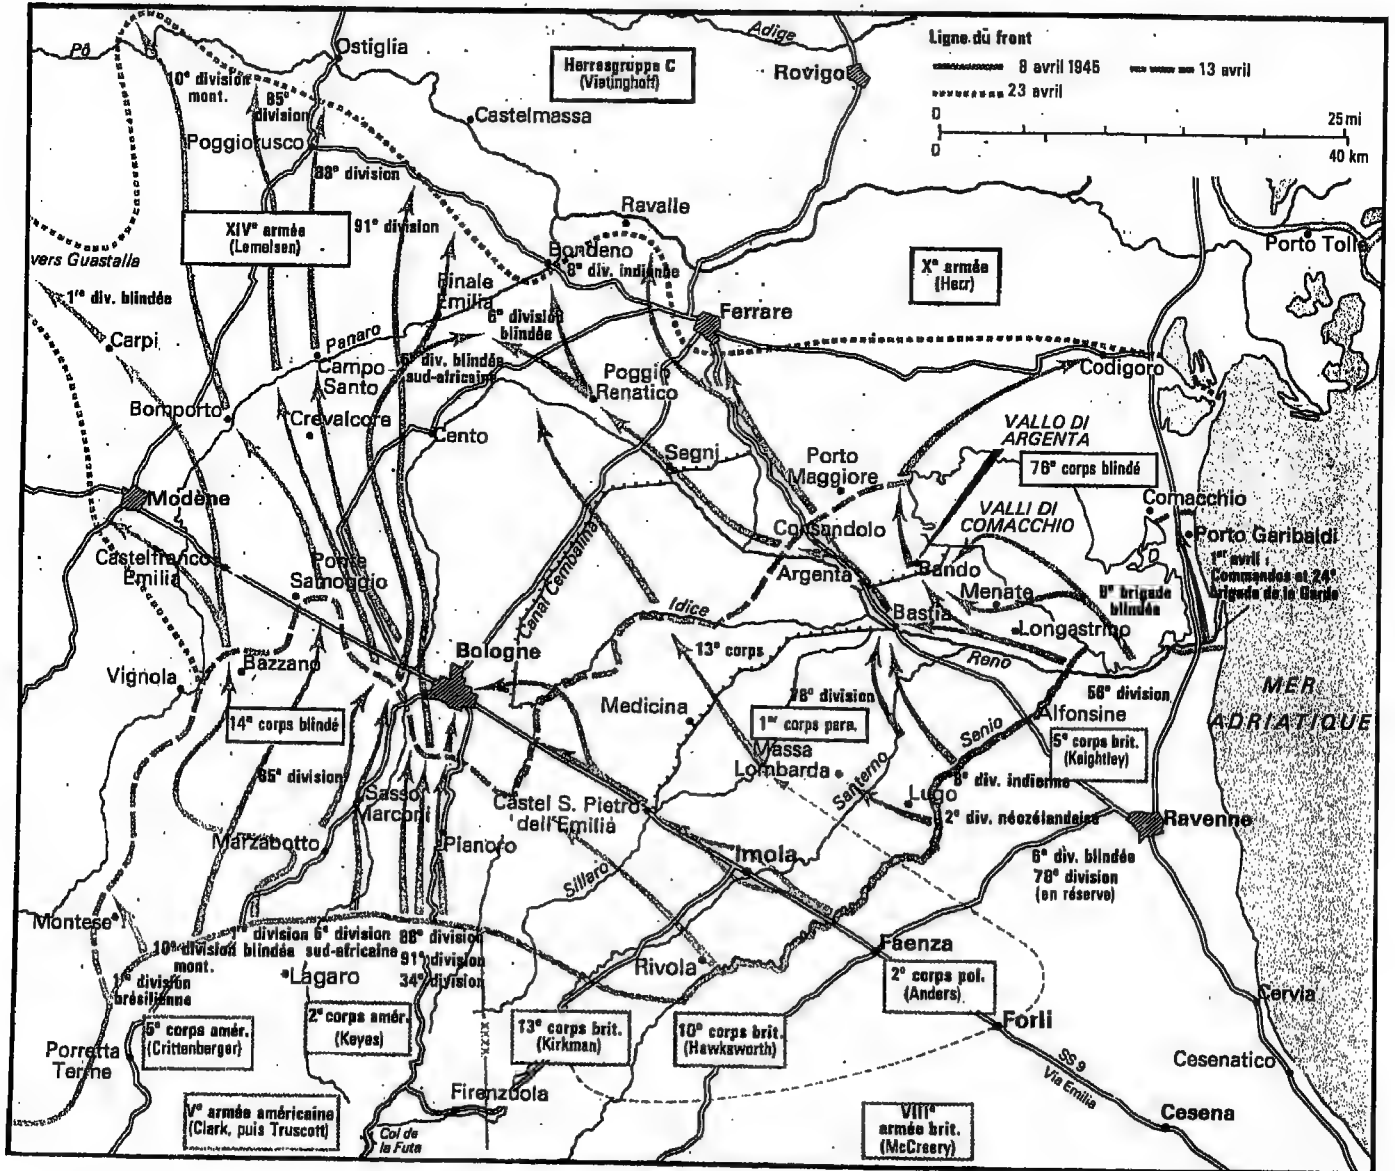 Pô
Ostiglia
Adige
Herresgruppe C
(Vietinghoff)
Rovigo
Ligne du front
8 avril 1945
13 avril
23 avril
0
25 mi
0
40 km
10e division
mont.
85e
division
Castelmassa
Poggiorusco
88e division
Ravalle
XIVe armée
(Lemelsen)
91e division
Porto Tolle
Bondeno
8e div. indienne
Xe armée
(Herr)
vers Guastalla
1re div. blindée
Finale
Emilia
6e division
blindée
Ferrare
Carpi
Panaro
6e div. blindée
sud-africaine
Campo
Santo
Poggio
Renatico
Codigoro
Bomporto
Crevalcore
Cento
VALLO DI
ARGENTA
Segni
Porto
Maggiore
76e corps blindé
Modène
Comacchio
VALLI DI
COMACCHIO
Consandolo
Porto Garibaldi
Castelfranco
Emilia
Ponte
Samoggio
Canal Cembalina
Argenta
Bando
1er avril :
Commandos et 24e
brigade de la Garde
Menate
8e brigade
blindée
Idice
Bastia
Longastrino
Bologne
13e corps
Reno
Bazzano
Vignola
MER
ADRIATIQUE
56e division
78e division
Medicina
14e corps blindé
1er corps para.
Alfonsine
Senio
5e corps brit.
(Keightley)
Massa
Lombarda
65e division
8e div. indienne
Santerno
Sasso
Marconi
Castel S. Pietro
dell'Emilia
Lugo
2e div. néozélandaise
Ravenne
Marzabotto
Pianoro
Imola
6e div. blindée
78e division
(en réserve)
Sillaro
Montese
1re division
blindée
6e division
sud-africaine
88e division
10e division
mont.
91e division
34e division
Faenza
Lagaro
Rivola
1re division
brésilienne
2e corps pol.
(Anders)
Cervia
5e corps amér.
(Crittenberger)
2e corps amér.
(Keyes)
13e corps brit.
(Kirkman)
10e corps brit.
(Hawksworth)
Forli
Porretta
Terme
XXXX
SS 9
Via Emilia
Cesenatico
Firenzuola
Ve armée américaine
(Clark, puis Truscott)
Col de
la Futa
VIIIe
armée brit.
(McCreery)
Cesena